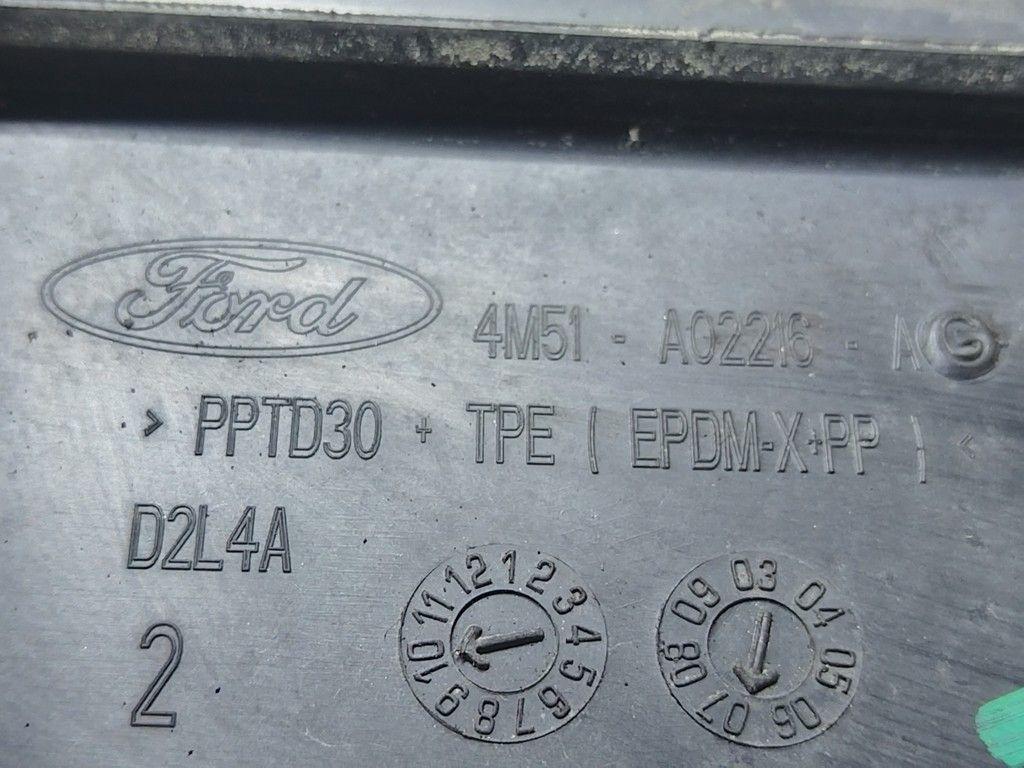 Ford 4M51 - A02216 - AG
> PPTD30 + TPE ( EPDM-X+PP ) <
D2L4A
2
12 1 2 3 4 5 6 7 8 9 10 11
03 04 05 06 07 08 09